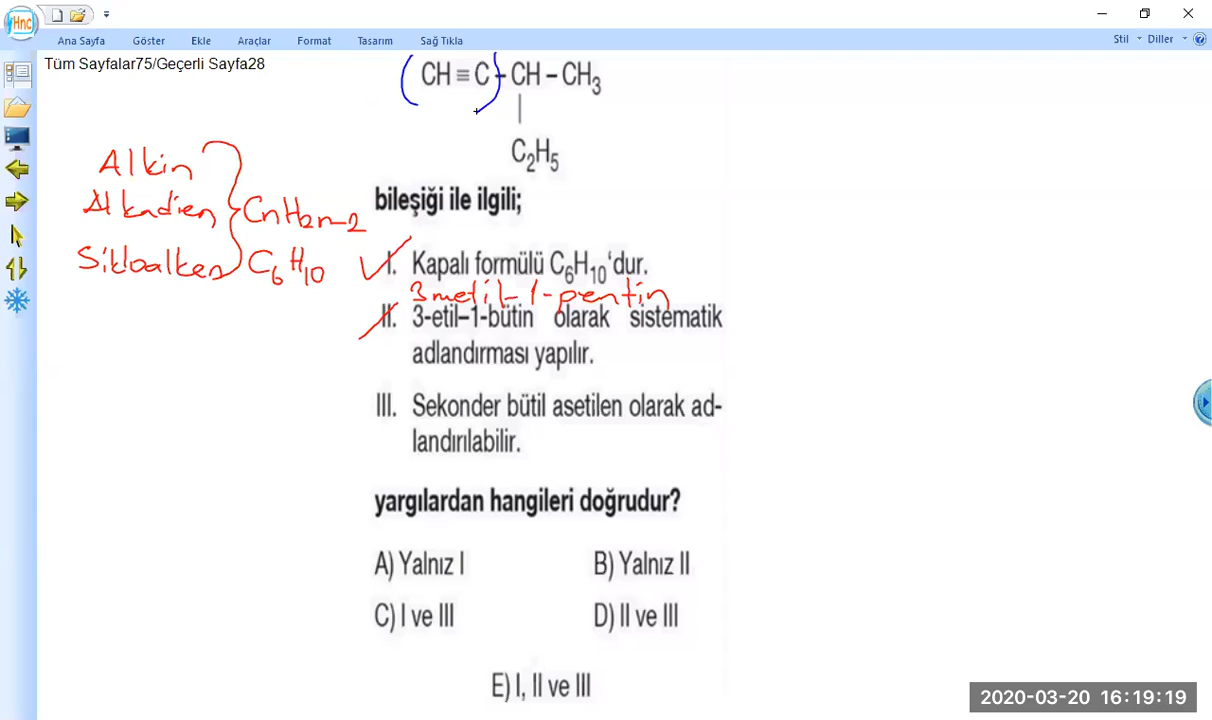 Hnc
Ana Sayfa Göster Ekle Araçlar Format Tasarım Sağ Tıkla
Stil Diller
Tüm Sayfalar75/Geçerli Sayfa28
CH ≡ C – CH – CH₃
|
C₂H₅
Alkin
Alkadien
CnH2n-2
Sikloalken
C₆H₁₀
bileşiği ile ilgili;
I. Kapalı formülü C₆H₁₀'dur.
3metil-1-pentin
II. 3-etil–1-bütin olarak sistematik
adlandırması yapılır.
III. Sekonder bütil asetilen olarak ad-
landırılabilir.
yargılardan hangileri doğrudur?
A) Yalnız I B) Yalnız II
C) I ve III D) II ve III
E) I, II ve III
2020-03-20 16:19:19